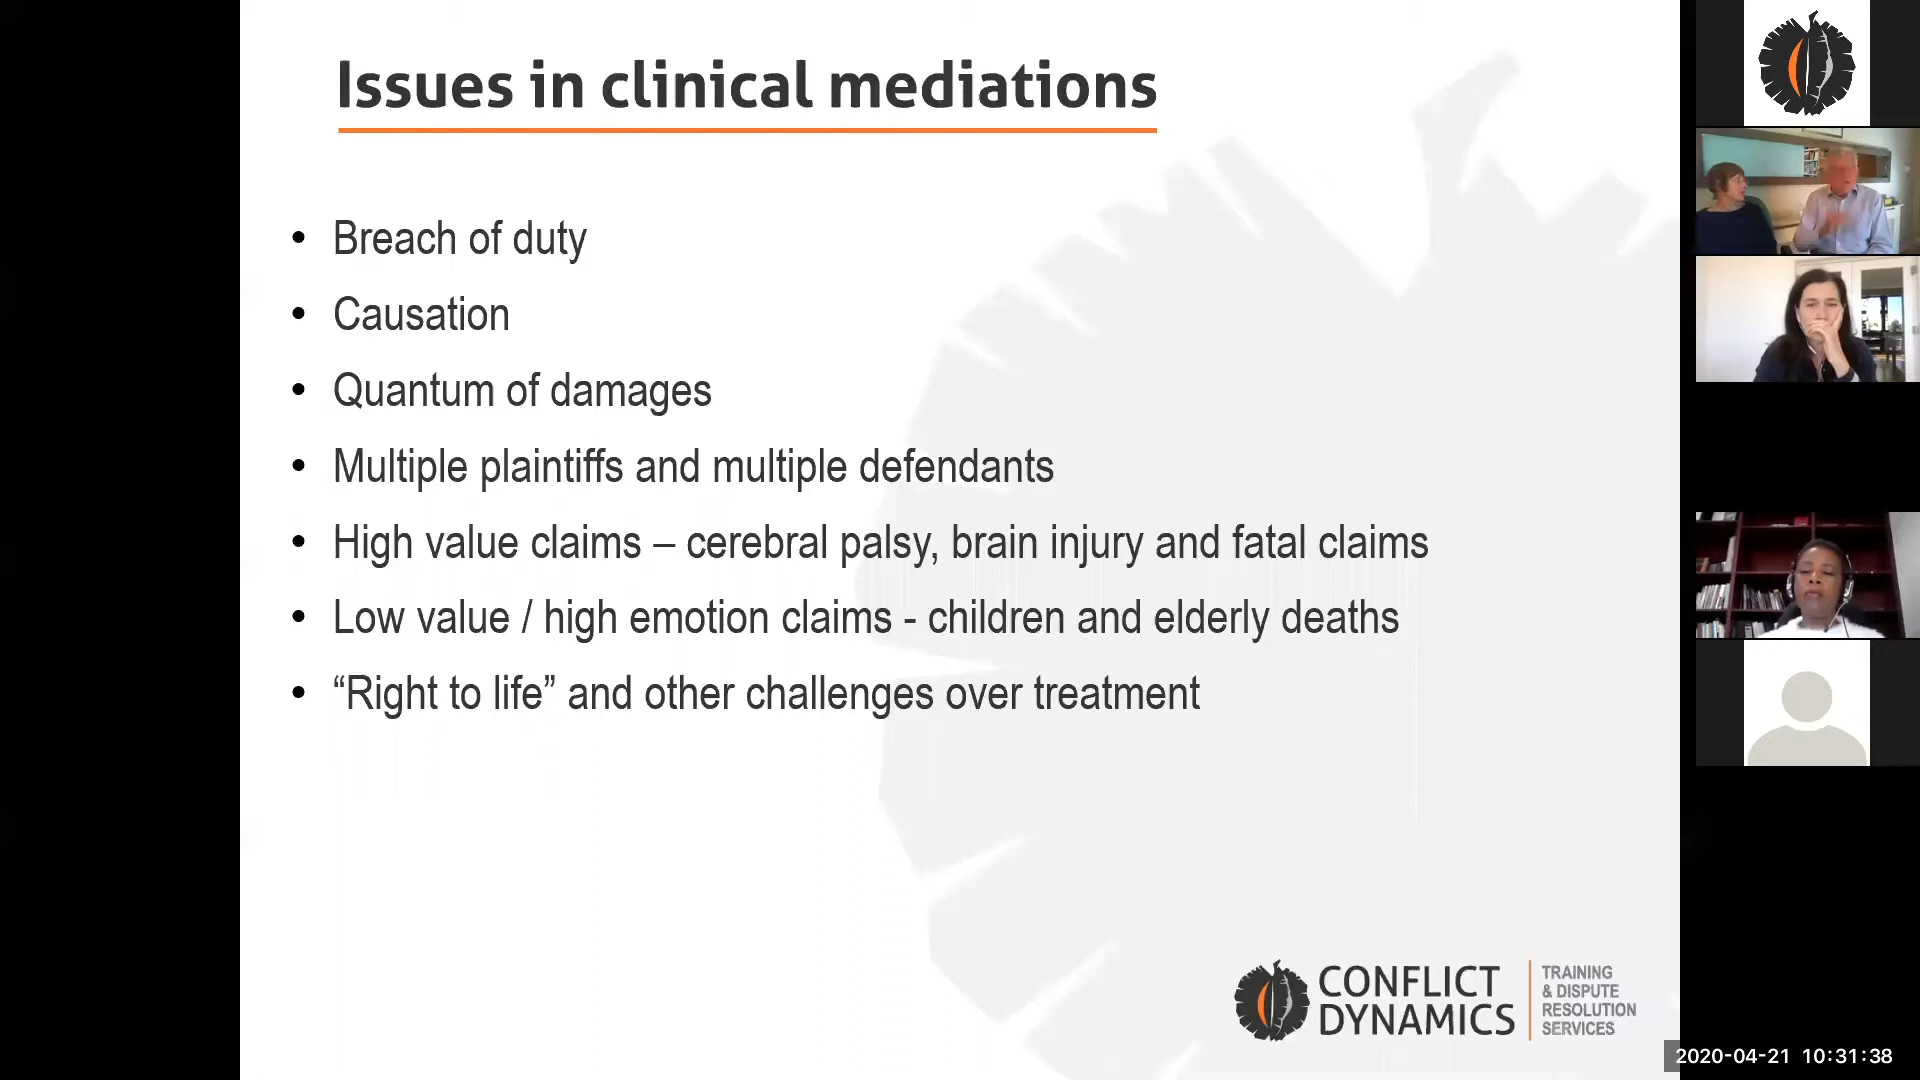 Issues in clinical mediations
• Breach of duty
• Causation
• Quantum of damages
• Multiple plaintiffs and multiple defendants
• High value claims – cerebral palsy, brain injury and fatal claims
• Low value / high emotion claims - children and elderly deaths
• “Right to life” and other challenges over treatment
CONFLICT
DYNAMICS
TRAINING
& DISPUTE
RESOLUTION
SERVICES
2020-04-21 10:31:38